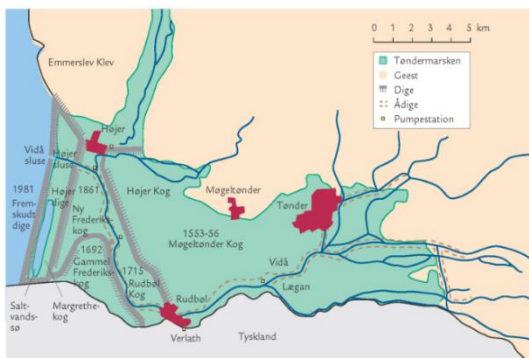 0 1 2 3 4 5 km
Tøndermarsken
Geest
Dige
Ådige
Pumpestation
Emmerslev Klev
Vidå
sluse
Højer
Højer
sluse
1981
Frem-
skudt
dige
Højer
dige
1861
Ny
Frederiks-
kog
Højer Kog
Møgeltønder
Tønder
1553-56
Møgeltønder Kog
1692
Gammel
Frederiks-
kog
1715
Rudbøl
Kog
Vidå
Lægan
Salt-
vands-
sø
Margrethe-
kog
Rudbøl
Verlath
Tyskland